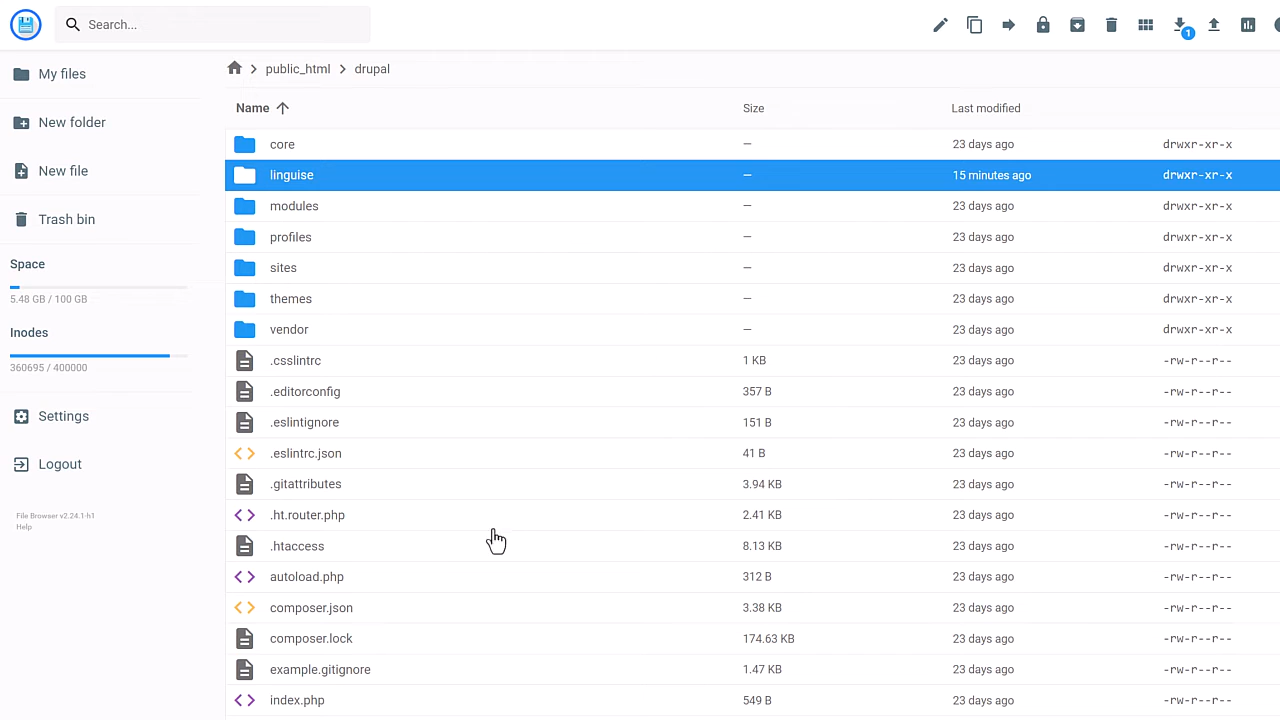 Search...
1
My files
New folder
New file
Trash bin
Space
5.48 GB / 100 GB
Inodes
360695 / 400000
Settings
Logout
File Browser v2.24.1-h1
Help
public_html > drupal
Name Size Last modified
core — 23 days ago drwxr-xr-x
linguise — 15 minutes ago drwxr-xr-x
modules — 23 days ago drwxr-xr-x
profiles — 23 days ago drwxr-xr-x
sites — 23 days ago drwxr-xr-x
themes — 23 days ago drwxr-xr-x
vendor — 23 days ago drwxr-xr-x
.csslintrc 1 KB 23 days ago -rw-r--r--
.editorconfig 357 B 23 days ago -rw-r--r--
.eslintignore 151 B 23 days ago -rw-r--r--
.eslintrc.json 41 B 23 days ago -rw-r--r--
.gitattributes 3.94 KB 23 days ago -rw-r--r--
.ht.router.php 2.41 KB 23 days ago -rw-r--r--
.htaccess 8.13 KB 23 days ago -rw-r--r--
autoload.php 312 B 23 days ago -rw-r--r--
composer.json 3.38 KB 23 days ago -rw-r--r--
composer.lock 174.63 KB 23 days ago -rw-r--r--
example.gitignore 1.47 KB 23 days ago -rw-r--r--
index.php 549 B 23 days ago -rw-r--r--